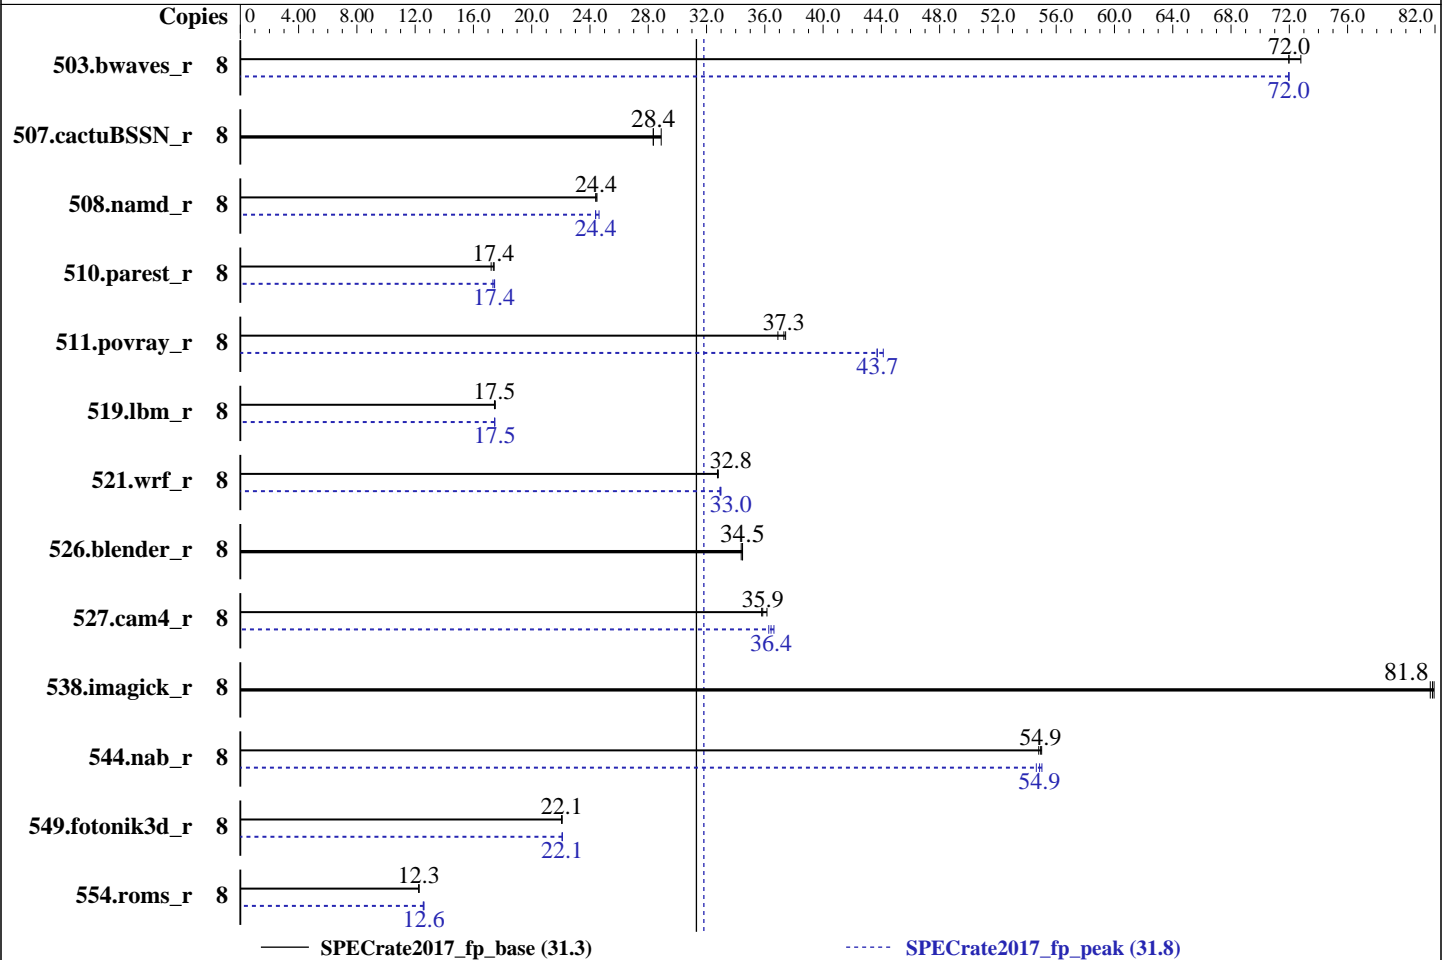 Copies 0 4.00 8.00 12.0 16.0 20.0 24.0 28.0 32.0 36.0 40.0 44.0 48.0 52.0 56.0 60.0 64.0 68.0 72.0 76.0 82.0
503.bwaves_r 8 72.0
72.0
507.cactuBSSN_r 8 28.4
508.namd_r 8 24.4
24.4
510.parest_r 8 17.4
17.4
511.povray_r 8 37.3
43.7
519.lbm_r 8 17.5
17.5
521.wrf_r 8 32.8
33.0
526.blender_r 8 34.5
527.cam4_r 8 35.9
36.4
538.imagick_r 8 81.8
544.nab_r 8 54.9
54.9
549.fotonik3d_r 8 22.1
22.1
554.roms_r 8 12.3
12.6
SPECrate2017_fp_base (31.3) SPECrate2017_fp_peak (31.8)